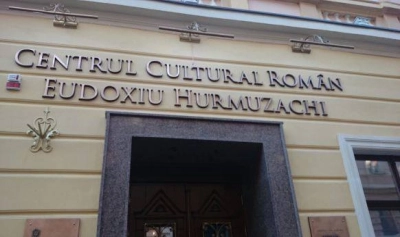 CENTRUL CULTURAL ROMÂN
EUDOXIU HURMUZACHI